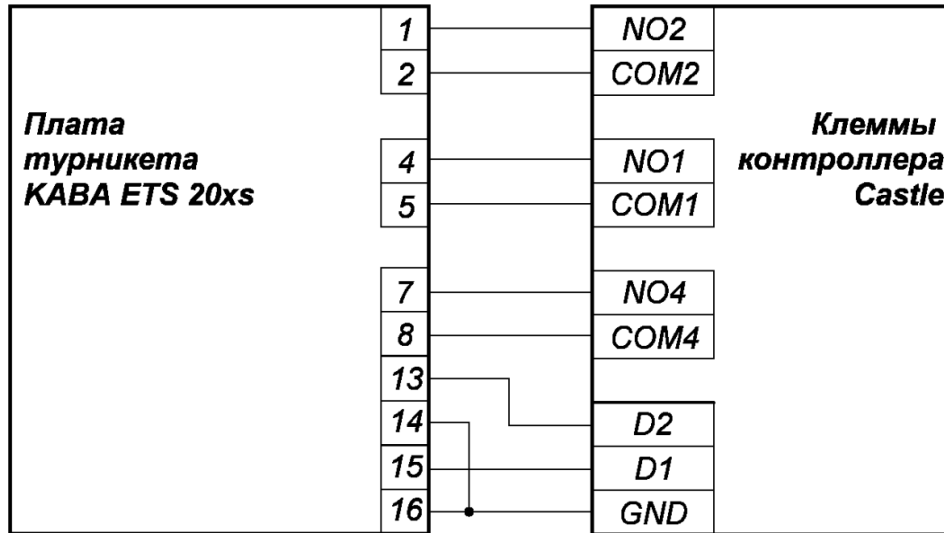 1 NO2
2 COM2
Плата
турникета
KABA ETS 20xs
Клеммы
контроллера
Castle
4 NO1
5 COM1
7 NO4
8 COM4
13
14 D2
15 D1
16 GND